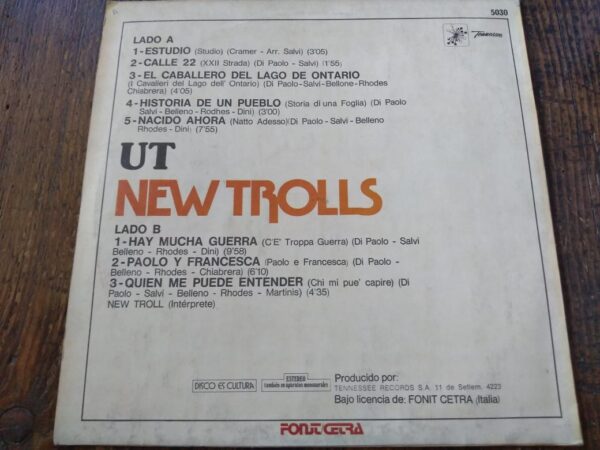 5030
Tennessee
LADO A
1-ESTUDIO (Studio) (Cramer - Arr. Salvi) (3'05)
2-CALLE 22 (XXII Strada) (Di Paolo - Salvi) (1'55)
3-EL CABALLERO DEL LAGO DE ONTARIO
(I Cavalieri del Lago dell' Ontario) (Di Paolo-Salvi-Bellone-Rhodes
Chiabrera) (4'05)
4-HISTORIA DE UN PUEBLO (Storia di una Foglia) (Di Paolo
Salvi-Belleno-Rodhes-Dini) (3'00)
5-NACIDO AHORA (Natto Adesso)(Di Paolo-Salvi-Belleno
Rhodes-Dini) (7'55)
UT
NEW TROLLS
LADO B
1-HAY MUCHA GUERRA (C'E' Troppa Guerra) (Di Paolo - Salvi
Belleno - Rhodes - Dini) (9'58)
2-PAOLO Y FRANCESCA (Paolo e Francesca) (Di Paolo -
Belleno - Rhodes - Chiabrera) (6'10)
3-QUIEN ME PUEDE ENTENDER (Chi mi pue' capire) (Di
Paolo - Salvi - Belleno - Rhodes - Martinis) (4'35)
NEW TROLL (Intérprete)
DISCO ES CULTURA
ESTEREO
también en aparatos monoaurales
Producido por:
TENNESSEE RECORDS S.A. 11 de Setiem. 4223
Bajo licencia de: FONIT CETRA (Italia)
FONIT CETRA